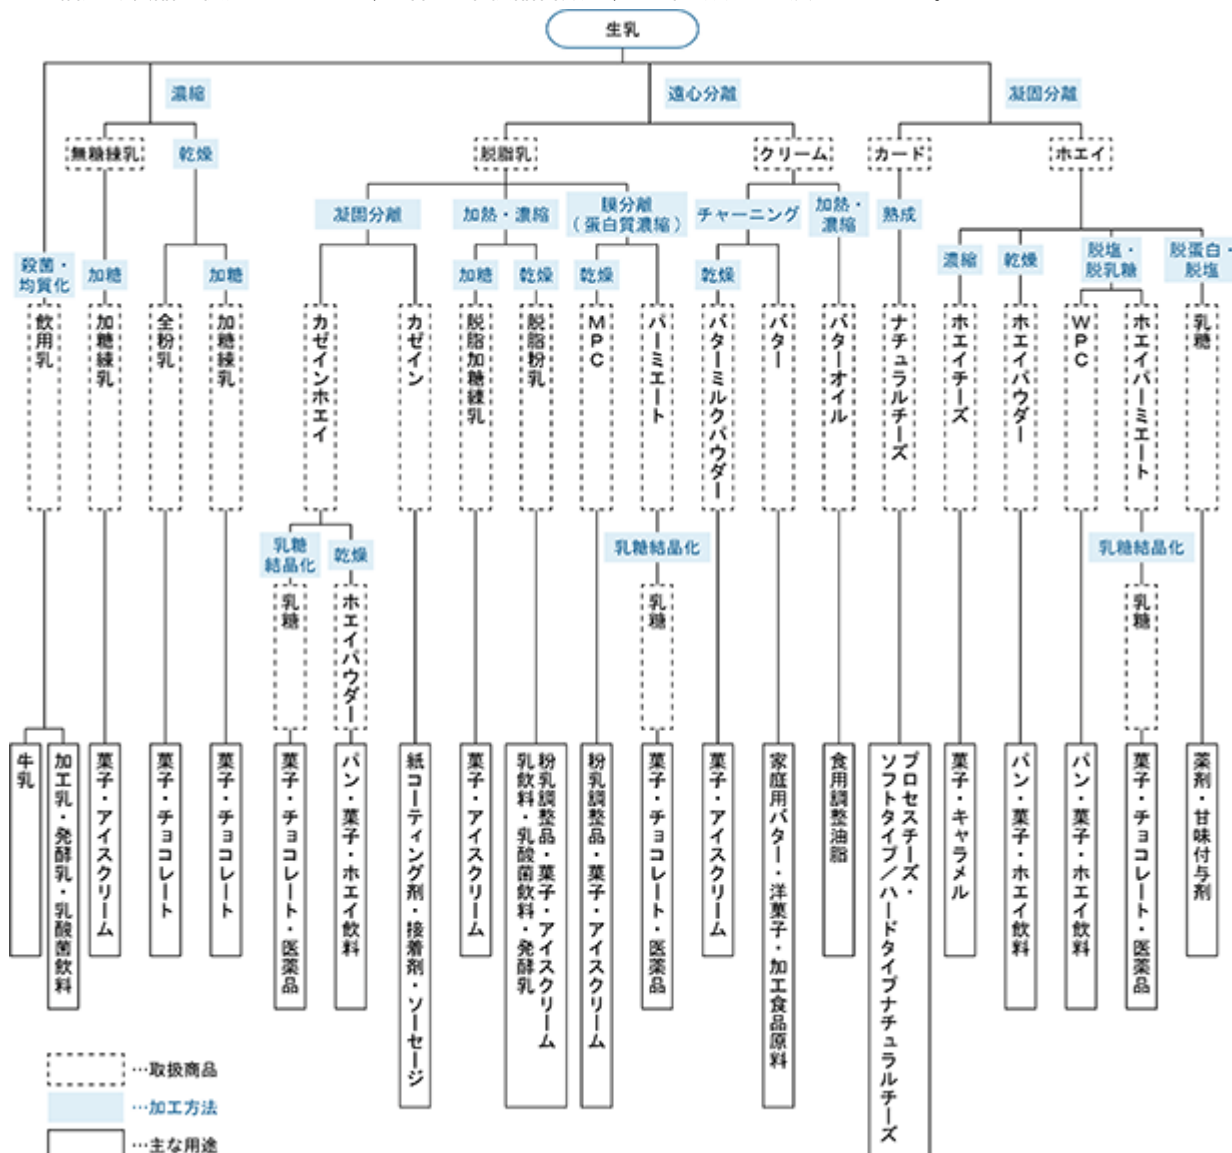 生乳
濃縮
遠心分離
凝固分離
無糖練乳
乾燥
脱脂乳
クリーム
カード
ホエイ
凝固分離
加熱・濃縮
膜分離
（蛋白質濃縮）
チャーニング
加熱・
濃縮
熟成
殺菌・
均質化
加糖
加糖
加糖
乾燥
乾燥
乾燥
濃縮
乾燥
脱塩・
脱乳糖
脱蛋白・
脱塩
飲用乳
加糖練乳
全粉乳
加糖練乳
カゼインホエイ
カゼイン
脱脂加糖練乳
脱脂粉乳
MPC
パーミエート
バターミルクパウダー
バター
バターオイル
ナチュラルチーズ
ホエイチーズ
ホエイパウダー
WPC
ホエイパーミエート
乳糖
乳糖
結晶化
乾燥
乳糖結晶化
乳糖結晶化
乳糖
ホエイパウダー
乳糖
乳糖
牛乳
加工乳・発酵乳・乳酸菌飲料
菓子・アイスクリーム
菓子・チョコレート
菓子・チョコレート
菓子・チョコレート・医薬品
パン・菓子・ホエイ飲料
紙コーティング剤・接着剤・ソーセージ
菓子・アイスクリーム
粉乳調整品・菓子・アイスクリーム
乳飲料・乳酸菌飲料・発酵乳
粉乳調整品・菓子・アイスクリーム
菓子・チョコレート・医薬品
菓子・アイスクリーム
家庭用バター・洋菓子・加工食品原料
食用調整油脂
プロセスチーズ・
ソフトタイプ／ハードタイプナチュラルチーズ
菓子・キャラメル
パン・菓子・ホエイ飲料
パン・菓子・ホエイ飲料
菓子・チョコレート・医薬品
薬剤・甘味付与剤
…取扱商品
…加工方法
…主な用途